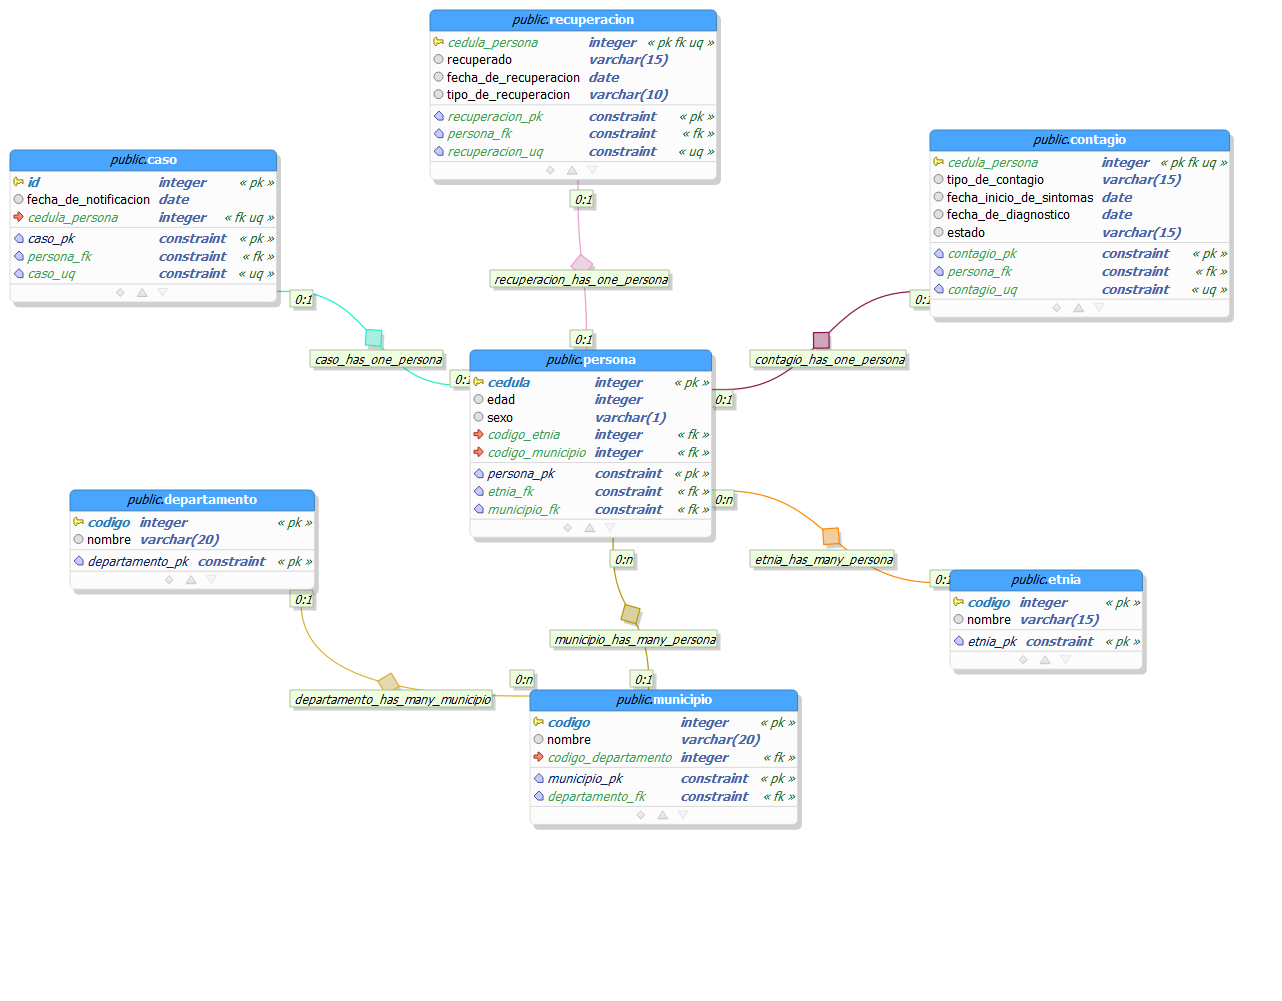 public.recuperacion
cedula_persona integer « pk fk uq »
recuperado varchar(15)
fecha_de_recuperacion date
tipo_de_recuperacion varchar(10)
recuperacion_pk constraint « pk »
persona_fk constraint « fk »
recuperacion_uq constraint « uq »
public.contagio
cedula_persona integer « pk fk uq »
tipo_de_contagio varchar(15)
fecha_inicio_de_sintomas date
fecha_de_diagnostico date
estado varchar(15)
contagio_pk constraint « pk »
persona_fk constraint « fk »
contagio_uq constraint « uq »
public.caso
id integer « pk »
fecha_de_notificacion date
cedula_persona integer « fk uq »
caso_pk constraint « pk »
persona_fk constraint « fk »
caso_uq constraint « uq »
0:1
recuperacion_has_one_persona
0:1
0:1
caso_has_one_persona
0:1
0:1
contagio_has_one_persona
0:1
public.persona
cedula integer « pk »
edad integer
sexo varchar(1)
codigo_etnia integer « fk »
codigo_municipio integer « fk »
persona_pk constraint « pk »
etnia_fk constraint « fk »
municipio_fk constraint « fk »
public.departamento
codigo integer « pk »
nombre varchar(20)
departamento_pk constraint « pk »
0:n
etnia_has_many_persona
0:1
public.etnia
codigo integer « pk »
nombre varchar(15)
etnia_pk constraint « pk »
0:n
municipio_has_many_persona
0:1
0:1
departamento_has_many_municipio
0:n
public.municipio
codigo integer « pk »
nombre varchar(20)
codigo_departamento integer « fk »
municipio_pk constraint « pk »
departamento_fk constraint « fk »